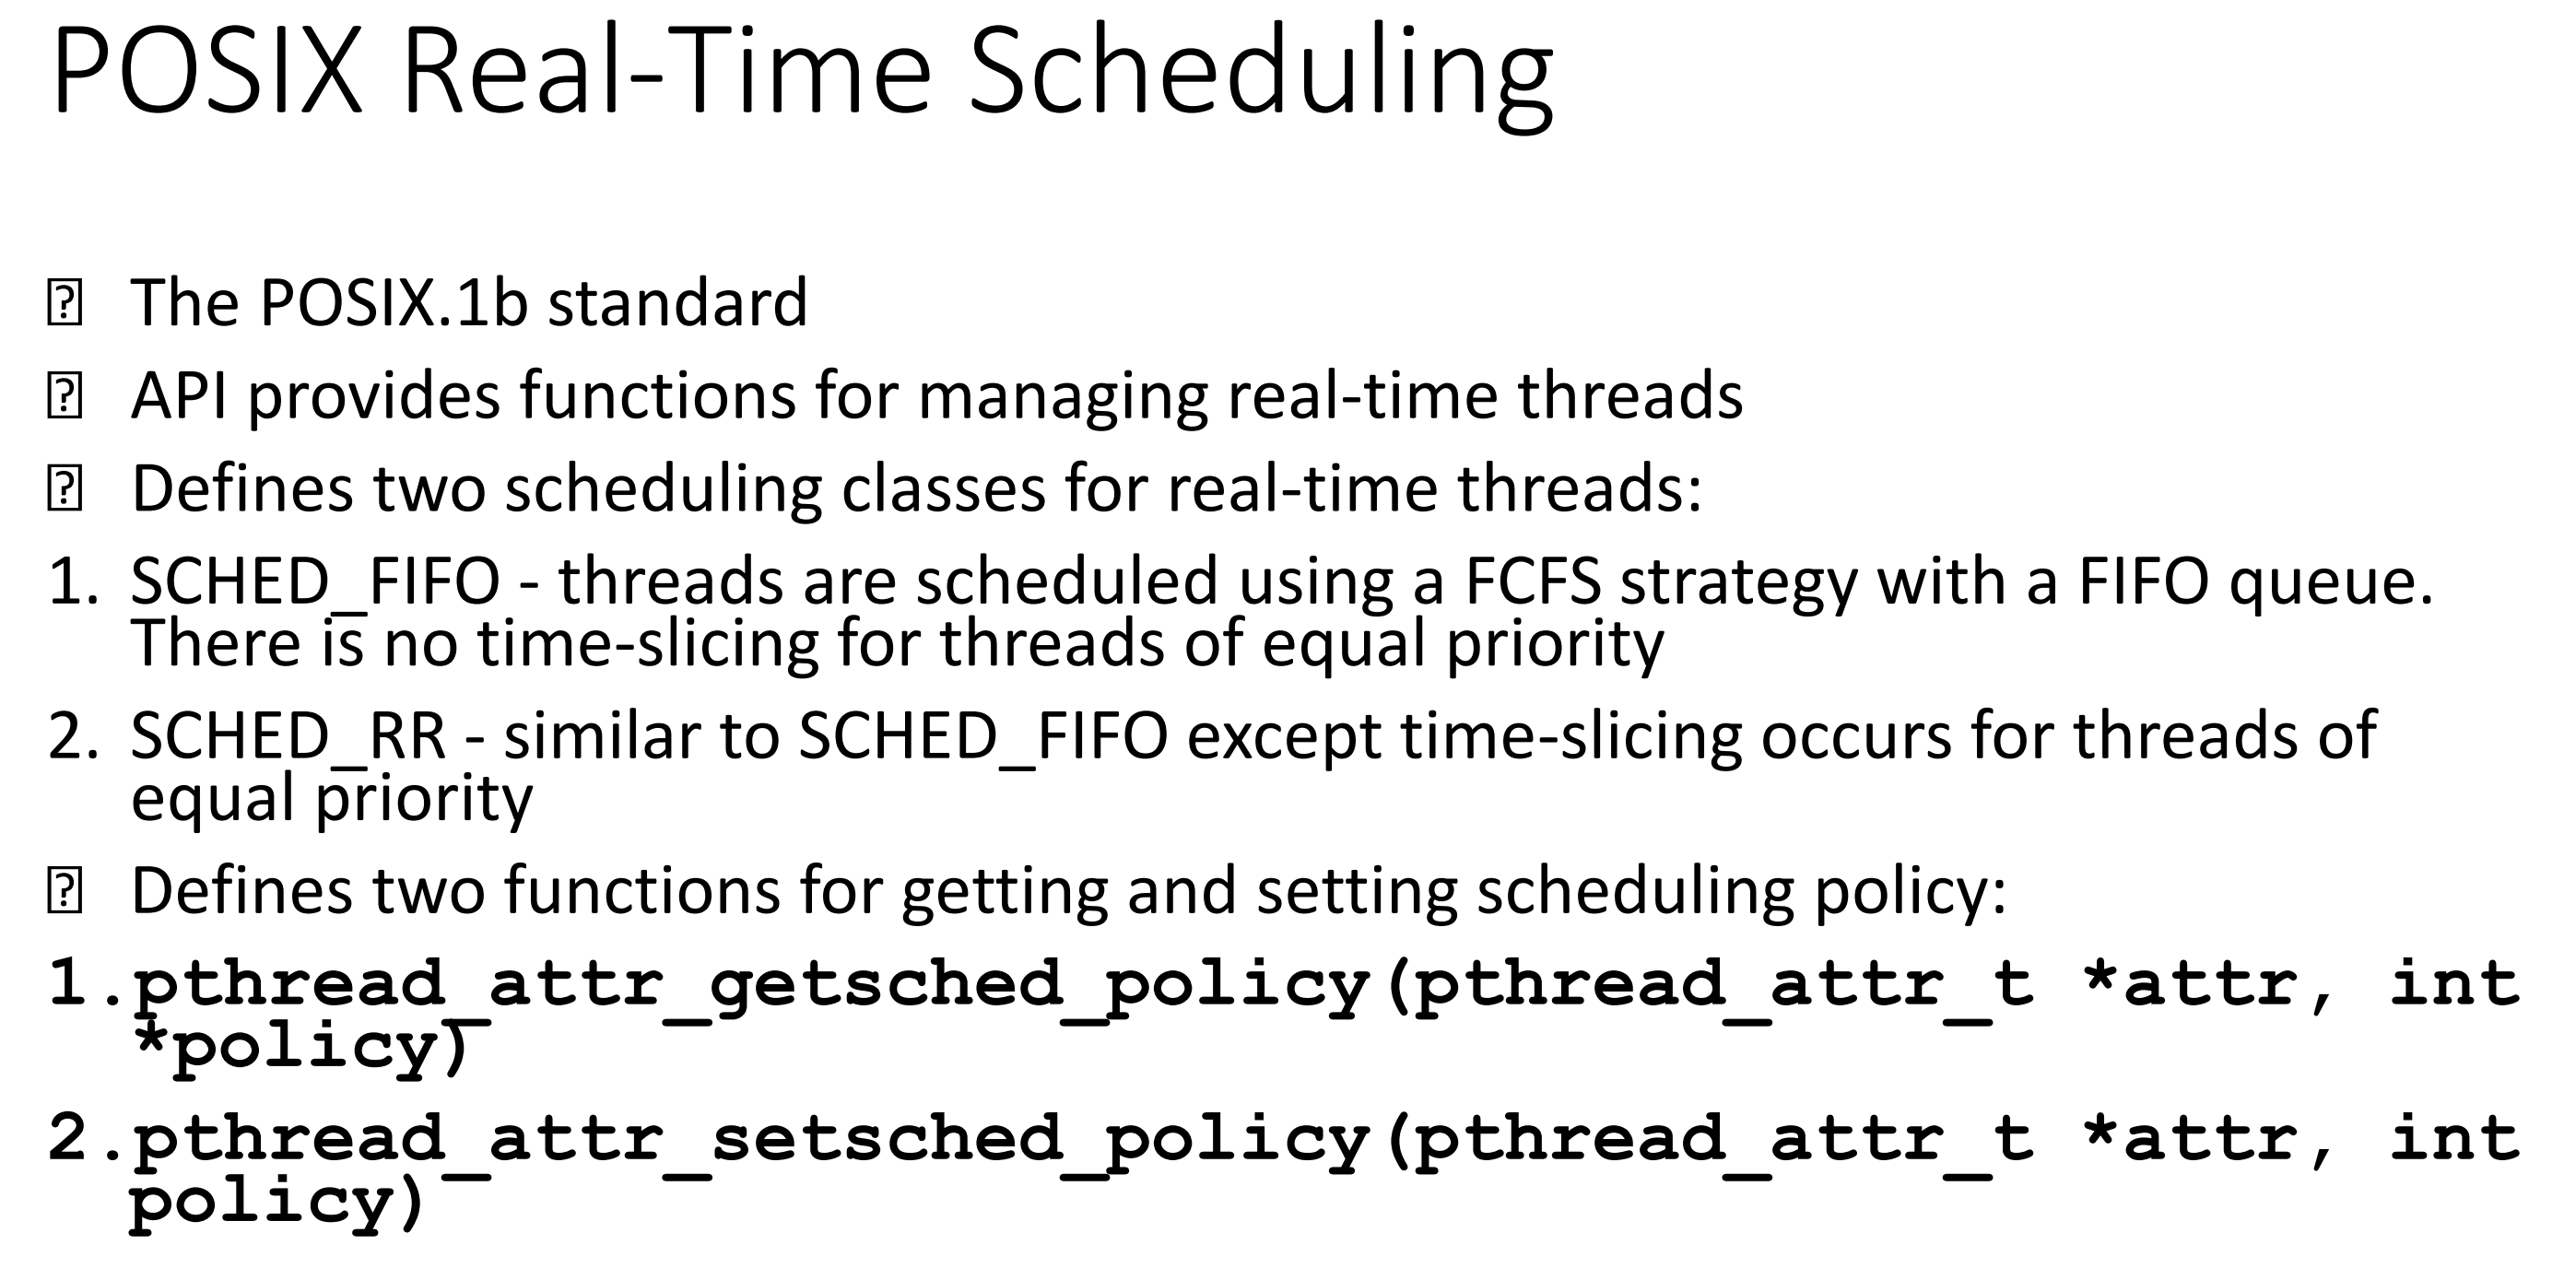 POSIX Real-Time Scheduling
The POSIX.1b standard
API provides functions for managing real-time threads
Defines two scheduling classes for real-time threads:
1. SCHED_FIFO - threads are scheduled using a FCFS strategy with a FIFO queue.
There is no time-slicing for threads of equal priority
2. SCHED_RR - similar to SCHED_FIFO except time-slicing occurs for threads of
equal priority
Defines two functions for getting and setting scheduling policy:
1.pthread_attr_getsched_policy(pthread_attr_t *attr, int
*policy)
2.pthread_attr_setsched_policy(pthread_attr_t *attr, int
policy)